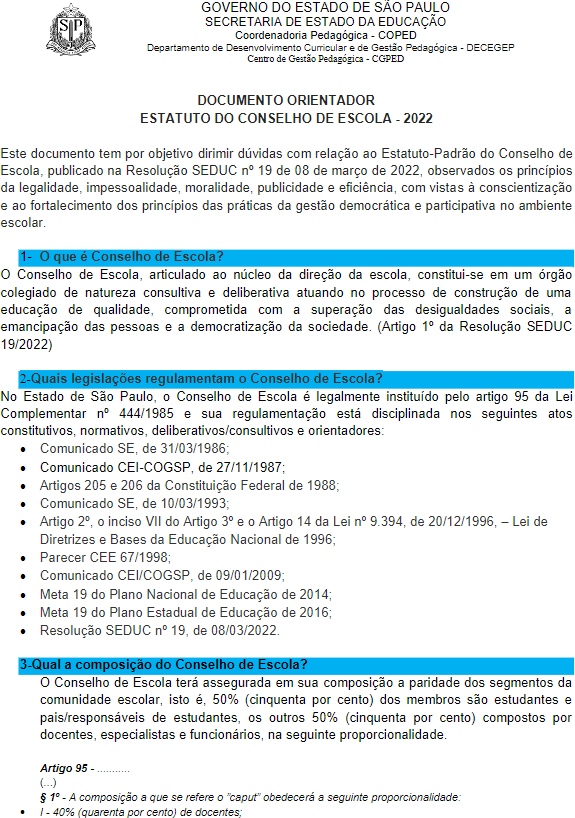 GOVERNO DO ESTADO DE SÃO PAULO
SECRETARIA DE ESTADO DA EDUCAÇÃO
Coordenadoria Pedagógica - COPED
Departamento de Desenvolvimento Curricular e de Gestão Pedagógica - DECEGEP
Centro de Gestão Pedagógica - CGPED
DOCUMENTO ORIENTADOR
ESTATUTO DO CONSELHO DE ESCOLA - 2022
Este documento tem por objetivo dirimir dúvidas com relação ao Estatuto-Padrão do Conselho de
Escola, publicado na Resolução SEDUC nº 19 de 08 de março de 2022, observados os princípios
da legalidade, impessoalidade, moralidade, publicidade e eficiência, com vistas à conscientização
e ao fortalecimento dos princípios das práticas da gestão democrática e participativa no ambiente
escolar.
1- O que é Conselho de Escola?
O Conselho de Escola, articulado ao núcleo da direção da escola, constitui-se em um órgão
colegiado de natureza consultiva e deliberativa atuando no processo de construção de uma
educação de qualidade, comprometida com a superação das desigualdades sociais, a
emancipação das pessoas e a democratização da sociedade. (Artigo 1º da Resolução SEDUC
19/2022)
2-Quais legislações regulamentam o Conselho de Escola?
No Estado de São Paulo, o Conselho de Escola é legalmente instituído pelo artigo 95 da Lei
Complementar nº 444/1985 e sua regulamentação está disciplinada nos seguintes atos
constitutivos, normativos, deliberativos/consultivos e orientadores:
• Comunicado SE, de 31/03/1986;
• Comunicado CEI-COGSP, de 27/11/1987;
• Artigos 205 e 206 da Constituição Federal de 1988;
• Comunicado SE, de 10/03/1993;
• Artigo 2º, o inciso VII do Artigo 3º e o Artigo 14 da Lei nº 9.394, de 20/12/1996, – Lei de
Diretrizes e Bases da Educação Nacional de 1996;
• Parecer CEE 67/1998;
• Comunicado CEI/COGSP, de 09/01/2009;
• Meta 19 do Plano Nacional de Educação de 2014;
• Meta 19 do Plano Estadual de Educação de 2016;
• Resolução SEDUC nº 19, de 08/03/2022.
3-Qual a composição do Conselho de Escola?
O Conselho de Escola terá assegurada em sua composição a paridade dos segmentos da
comunidade escolar, isto é, 50% (cinquenta por cento) dos membros são estudantes e
pais/responsáveis de estudantes, os outros 50% (cinquenta por cento) compostos por
docentes, especialistas e funcionários, na seguinte proporcionalidade.
Artigo 95 - ...........
(...)
§ 1º - A composição a que se refere o "caput" obedecerá a seguinte proporcionalidade:
• I - 40% (quarenta por cento) de docentes;